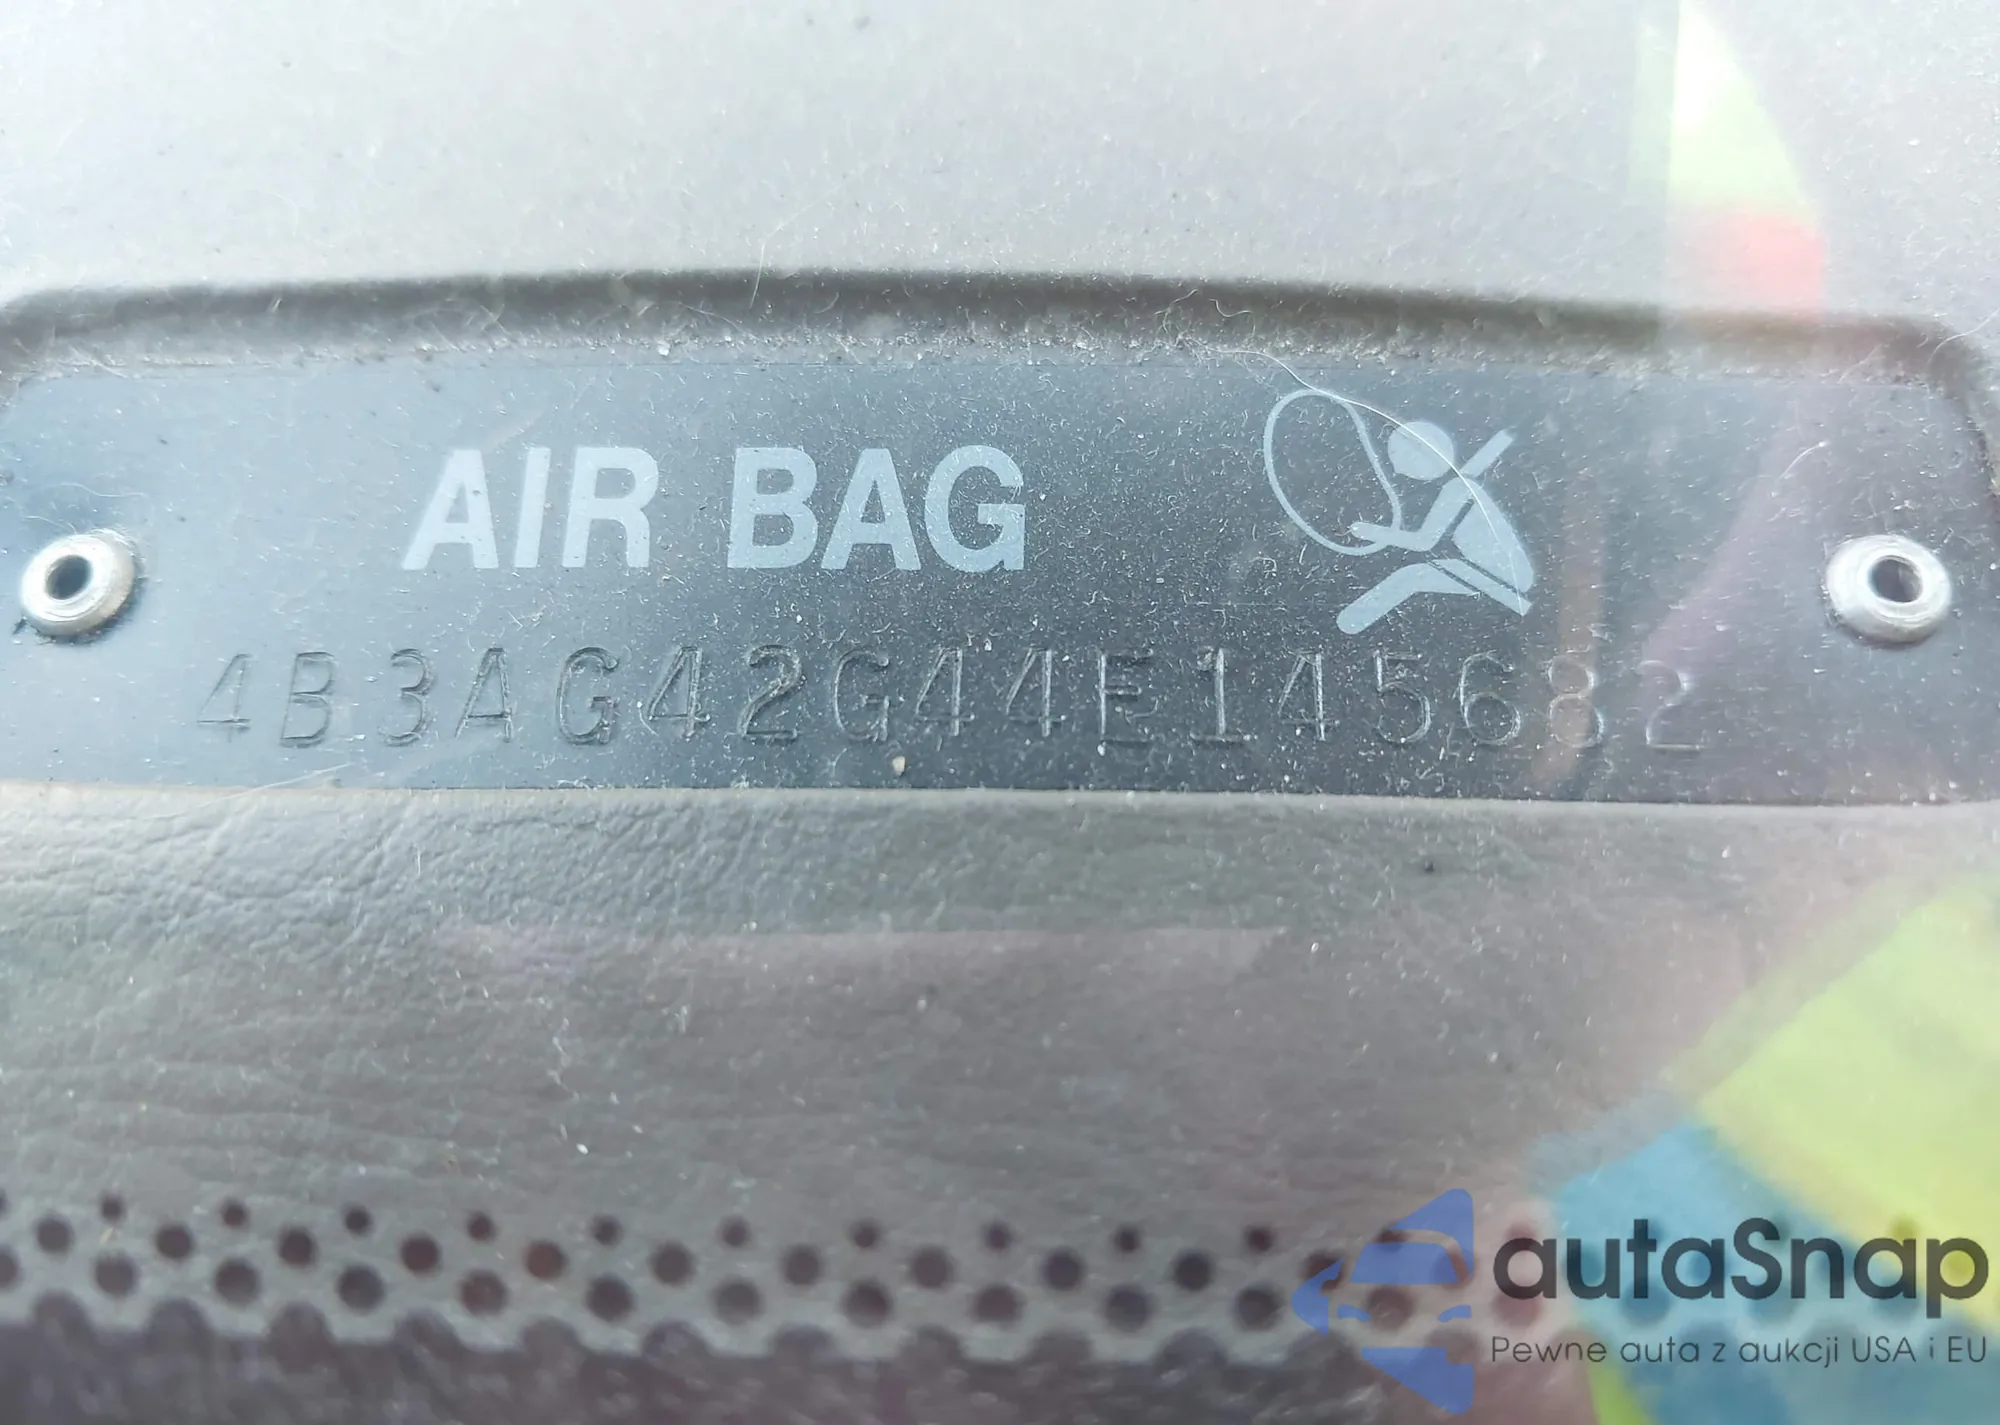 AIR BAG
4B3AG42G44E145682
autaSnap
Pewne auta z aukcji USA i EU